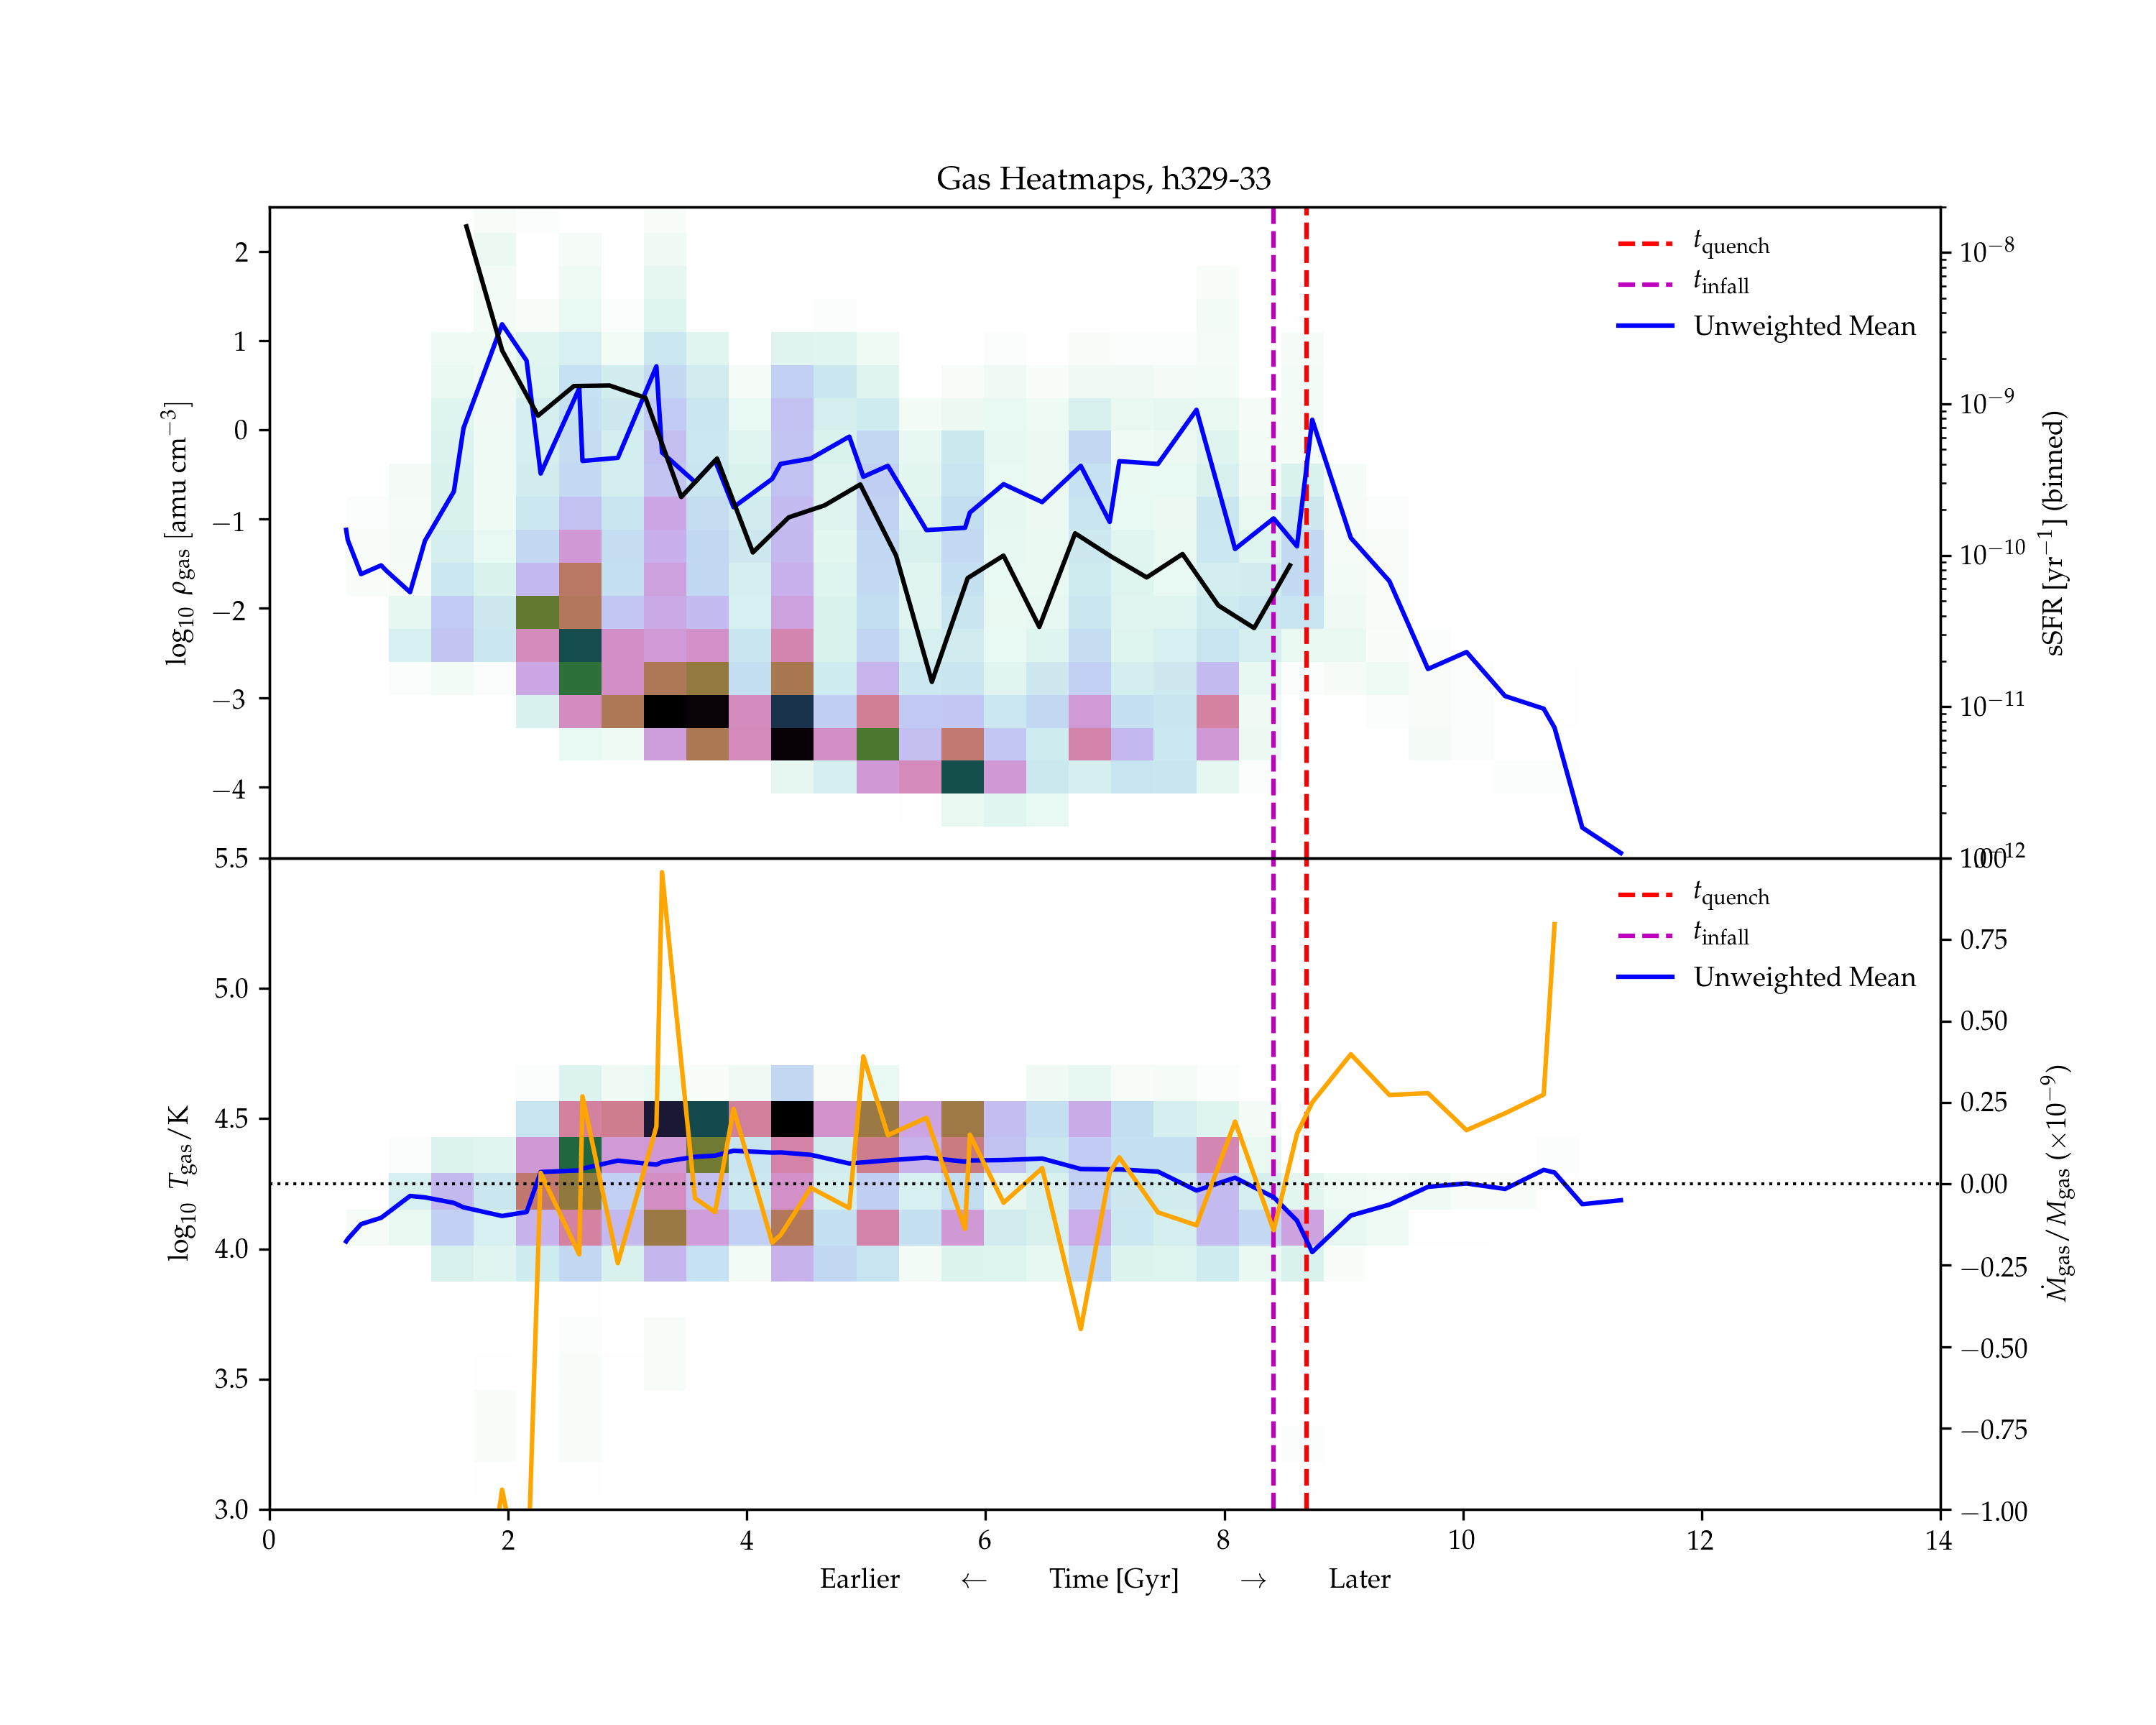 Gas Heatmaps, h329-33
log₁₀ ρgas [amu cm⁻³]
2
1
0
−1
−2
−3
−4
tquench
tinfall
Unweighted Mean
10⁻⁸
10⁻⁹
10⁻¹⁰
10⁻¹¹
10⁻¹²
sSFR [yr⁻¹] (binned)
log₁₀ Tgas/K
5.5
5.0
4.5
4.0
3.5
3.0
tquench
tinfall
Unweighted Mean
1.00
0.75
0.50
0.25
0.00
−0.25
−0.50
−0.75
−1.00
Ṁgas/Mgas (×10⁻⁹)
0 2 4 6 8 10 12 14
Earlier ← Time [Gyr] → Later